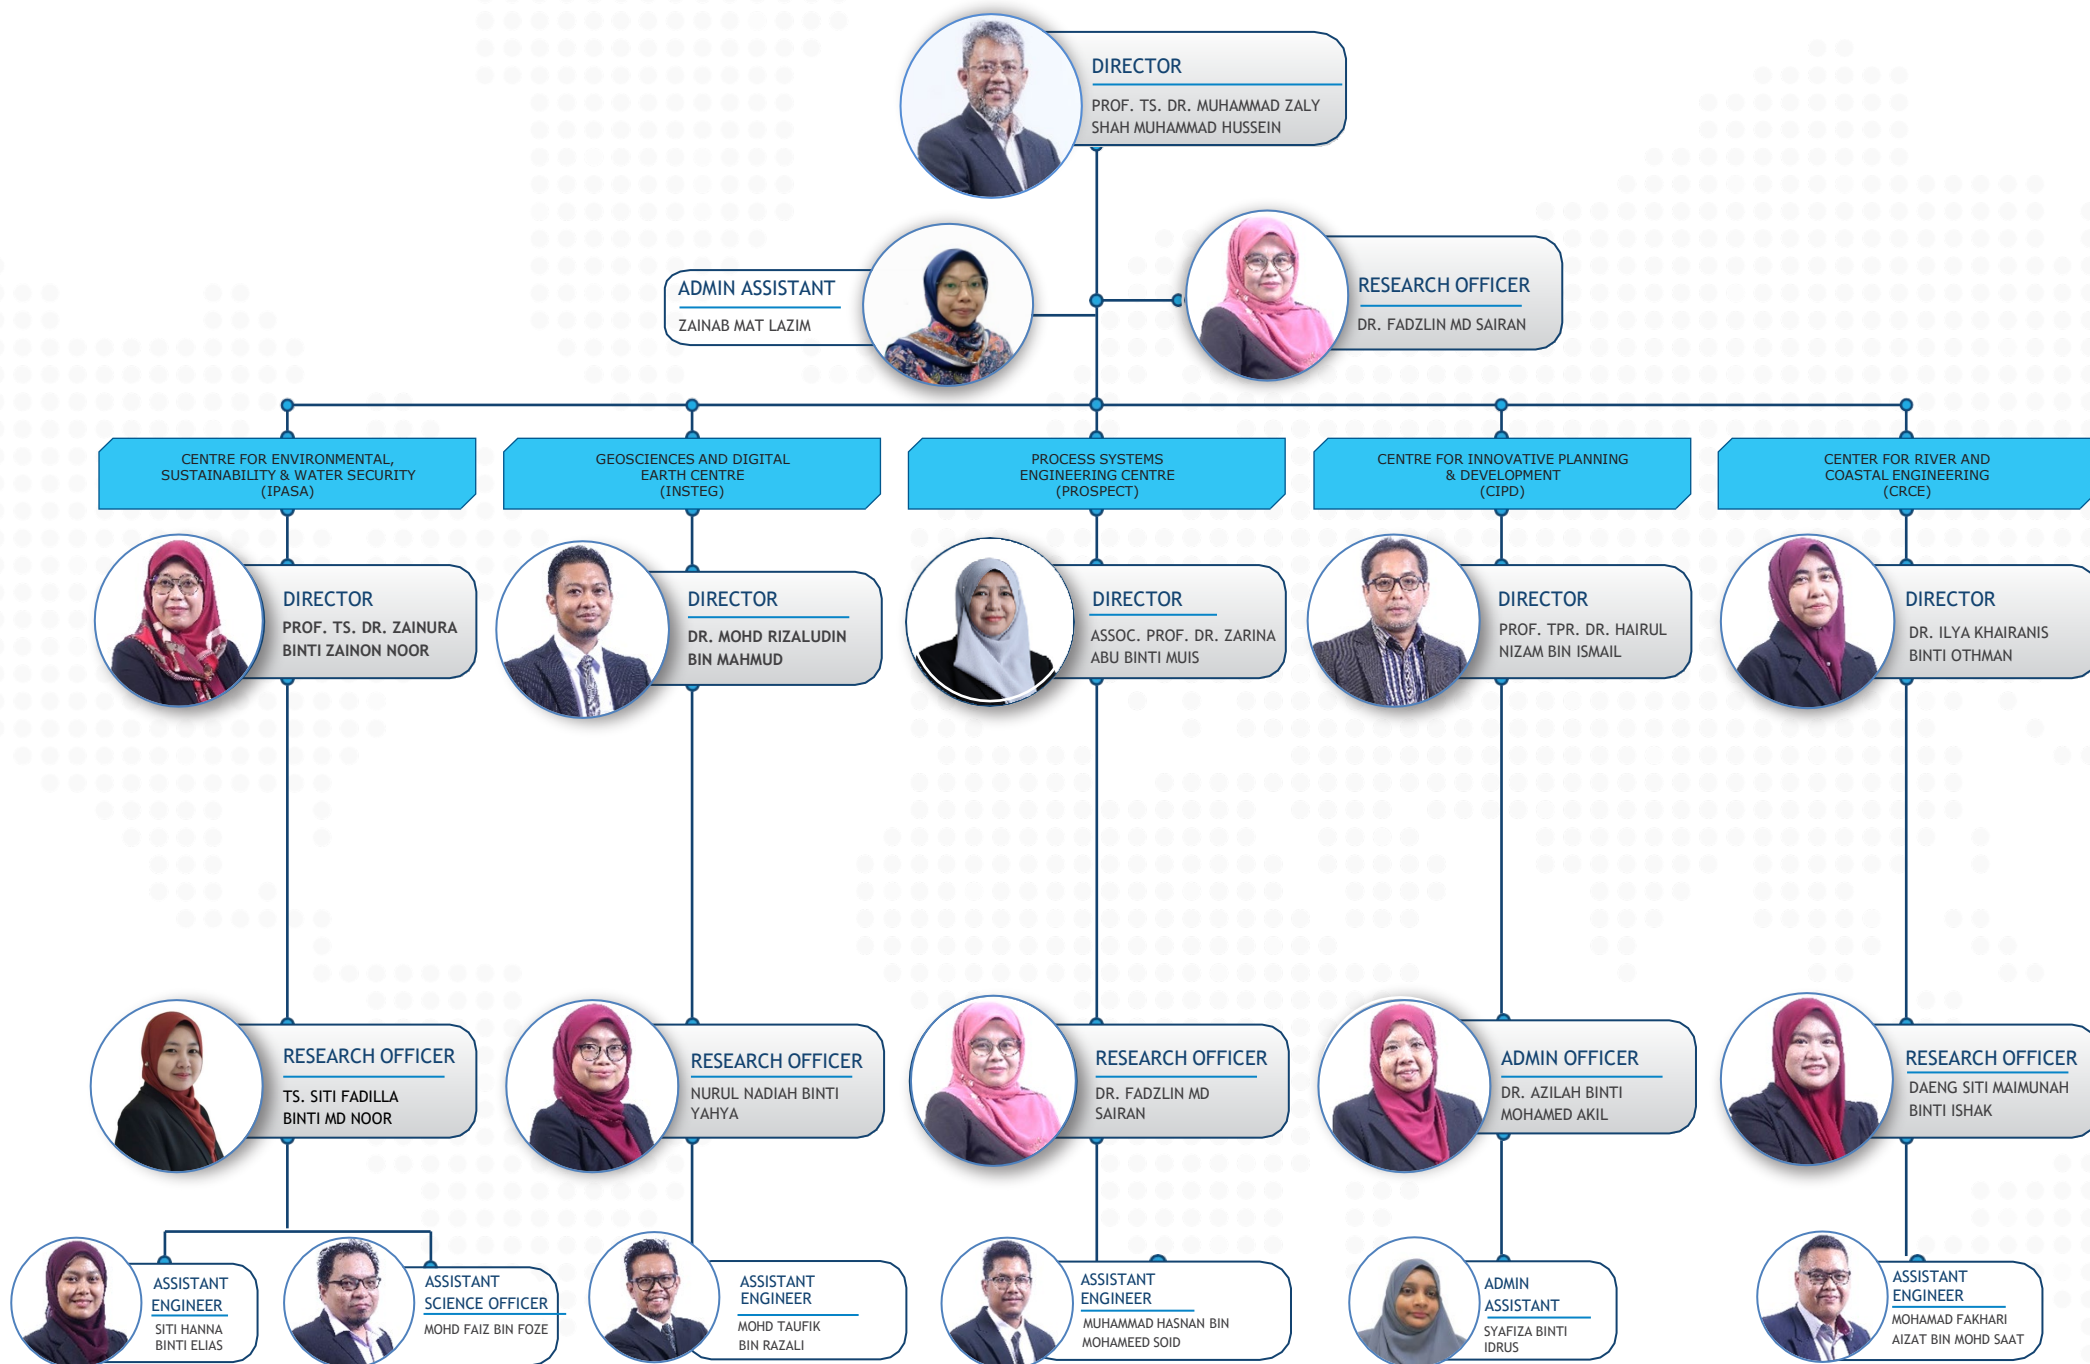 DIRECTOR
PROF. TS. DR. MUHAMMAD ZALY
SHAH MUHAMMAD HUSSEIN
ADMIN ASSISTANT
ZAINAB MAT LAZIM
RESEARCH OFFICER
DR. FADZLIN MD SAIRAN
CENTRE FOR ENVIRONMENTAL,
SUSTAINABILITY & WATER SECURITY
(IPASA)
GEOSCIENCES AND DIGITAL
EARTH CENTRE
(INSTEG)
PROCESS SYSTEMS
ENGINEERING CENTRE
(PROSPECT)
CENTRE FOR INNOVATIVE PLANNING
& DEVELOPMENT
(CIPD)
CENTER FOR RIVER AND
COASTAL ENGINEERING
(CRCE)
DIRECTOR
PROF. TS. DR. ZAINURA
BINTI ZAINON NOOR
DIRECTOR
DR. MOHD RIZALUDIN
BIN MAHMUD
DIRECTOR
ASSOC. PROF. DR. ZARINA
ABU BINTI MUIS
DIRECTOR
PROF. TPR. DR. HAIRUL
NIZAM BIN ISMAIL
DIRECTOR
DR. ILYA KHAIRANIS
BINTI OTHMAN
RESEARCH OFFICER
TS. SITI FADILLA
BINTI MD NOOR
RESEARCH OFFICER
NURUL NADIAH BINTI
YAHYA
RESEARCH OFFICER
DR. FADZLIN MD
SAIRAN
ADMIN OFFICER
DR. AZILAH BINTI
MOHAMED AKIL
RESEARCH OFFICER
DAENG SITI MAIMUNAH
BINTI ISHAK
ASSISTANT
ENGINEER
SITI HANNA
BINTI ELIAS
ASSISTANT
SCIENCE OFFICER
MOHD FAIZ BIN FOZE
ASSISTANT
ENGINEER
MOHD TAUFIK
BIN RAZALI
ASSISTANT
ENGINEER
MUHAMMAD HASNAN BIN
MOHAMEED SOID
ADMIN
ASSISTANT
SYAFIZA BINTI
IDRUS
ASSISTANT
ENGINEER
MOHAMAD FAKHARI
AIZAT BIN MOHD SAAT